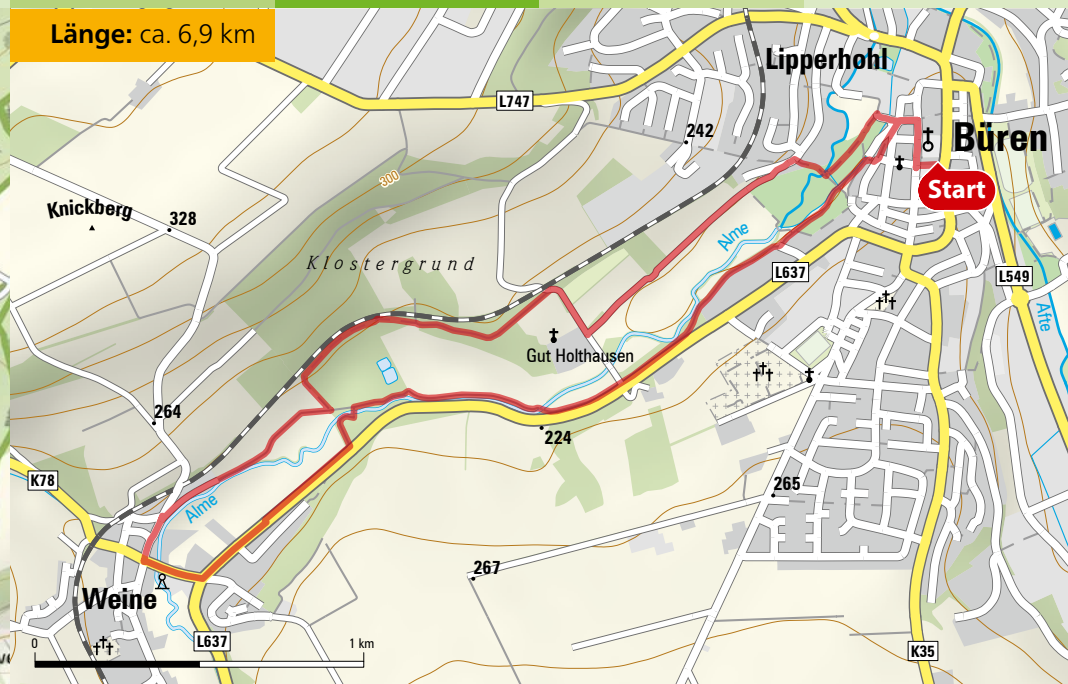 Länge: ca. 6,9 km
Lipperhohl
L747
242
Büren
Start
300
Knickberg
328
Klostergrund
Alme
L637
L549
Afte
Gut Holthausen
264
224
K78
265
Alme
267
Weine
L637
K35
0
1 km